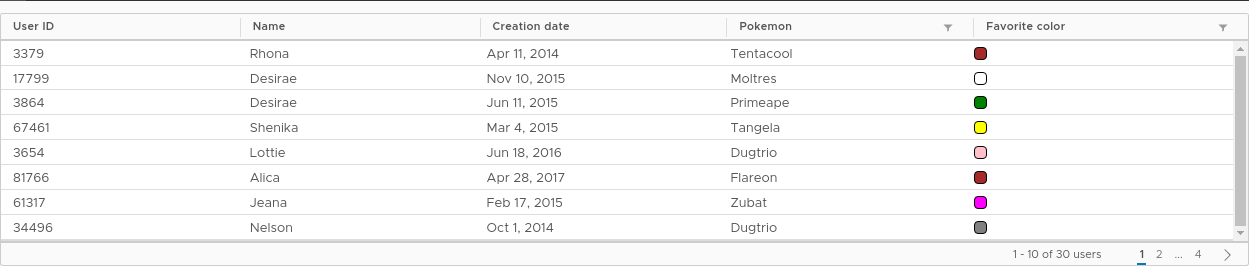 User ID Name Creation date Pokemon Favorite color
3379 Rhona Apr 11, 2014 Tentacool
17799 Desirae Nov 10, 2015 Moltres
3864 Desirae Jun 11, 2015 Primeape
67461 Shenika Mar 4, 2015 Tangela
3654 Lottie Jun 18, 2016 Dugtrio
81766 Alica Apr 28, 2017 Flareon
61317 Jeana Feb 17, 2015 Zubat
34496 Nelson Oct 1, 2014 Dugtrio
1 - 10 of 30 users 1 2 ... 4